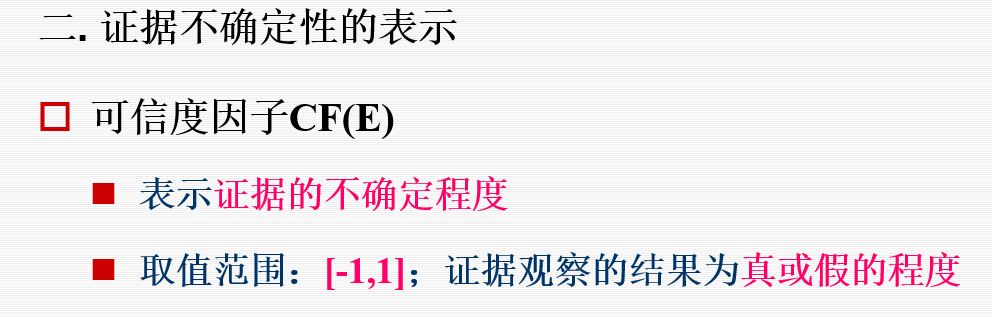 二. 证据不确定性的表示
可信度因子CF(E)
表示证据的不确定程度
取值范围：[-1,1]；证据观察的结果为真或假的程度